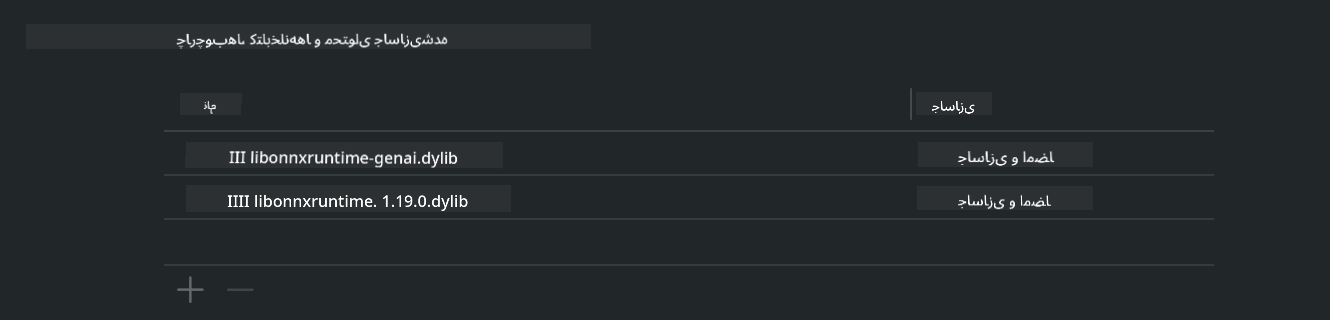 چارچوب‌ها، کتابخانه‌ها و محتوای جاسازی‌شده
نام جاسازی
III libonnxruntime-genai.dylib جاسازی و امضا
IIII libonnxruntime. 1.19.0.dylib جاسازی و امضا